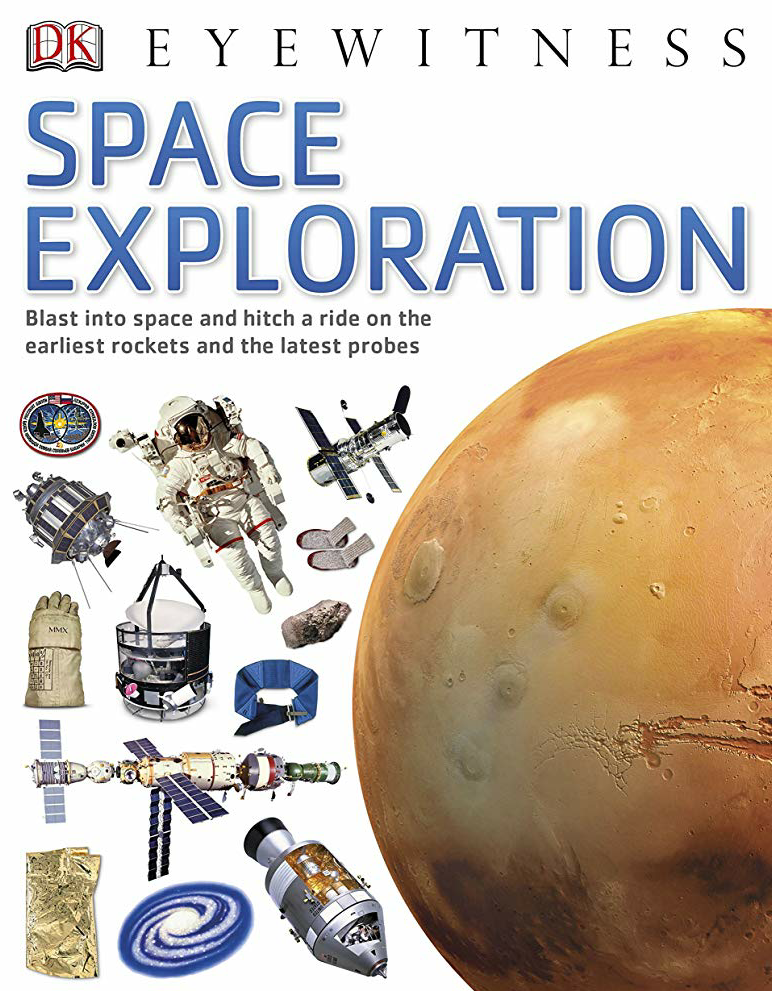 DK EYEWITNESS
SPACE
EXPLORATION
Blast into space and hitch a ride on the
earliest rockets and the latest probes
MMX